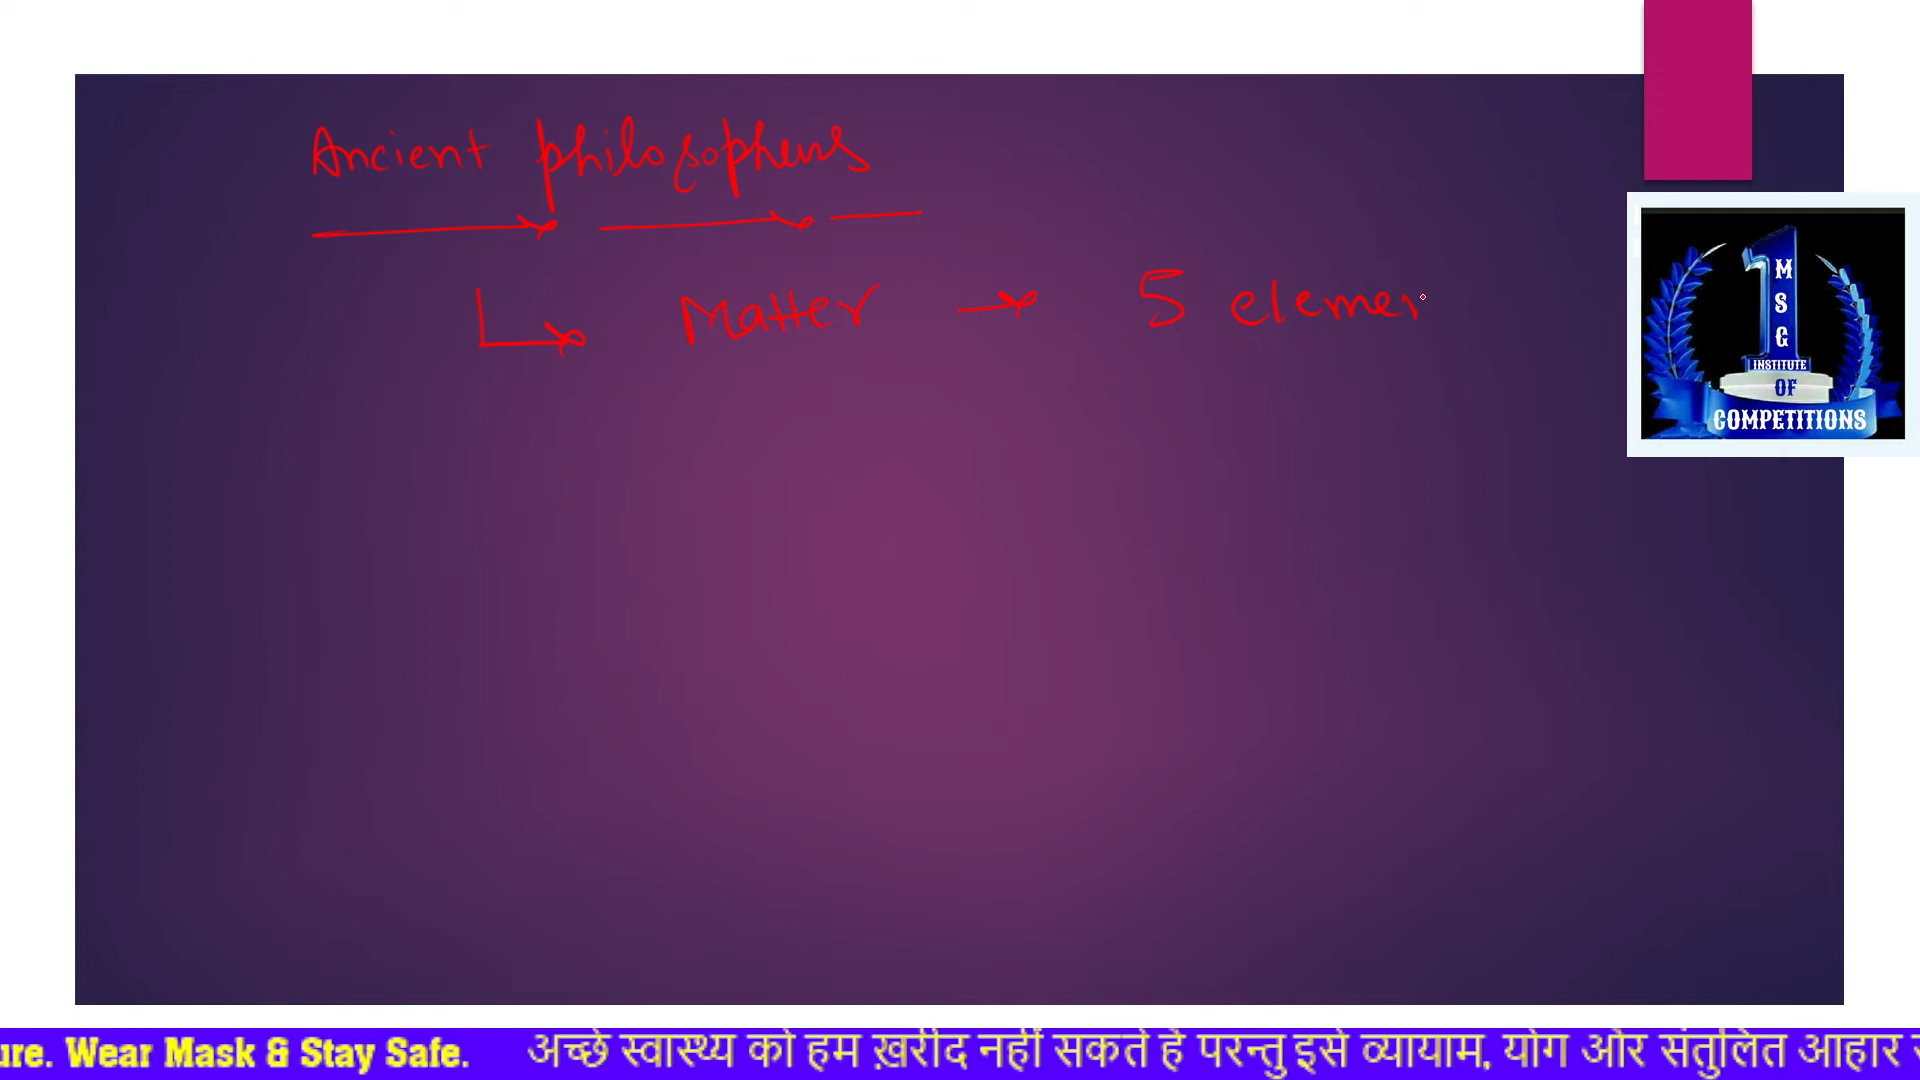 Ancient philosophers
Matter → 5 elemen
M
S
G
INSTITUTE
OF
COMPETITIONS
ure. Wear Mask & Stay Safe. अच्छे स्वास्थ्य को हम ख़रीद नहीं सकते हे परन्तु इसे व्यायाम, योग ओर संतुलित आहार